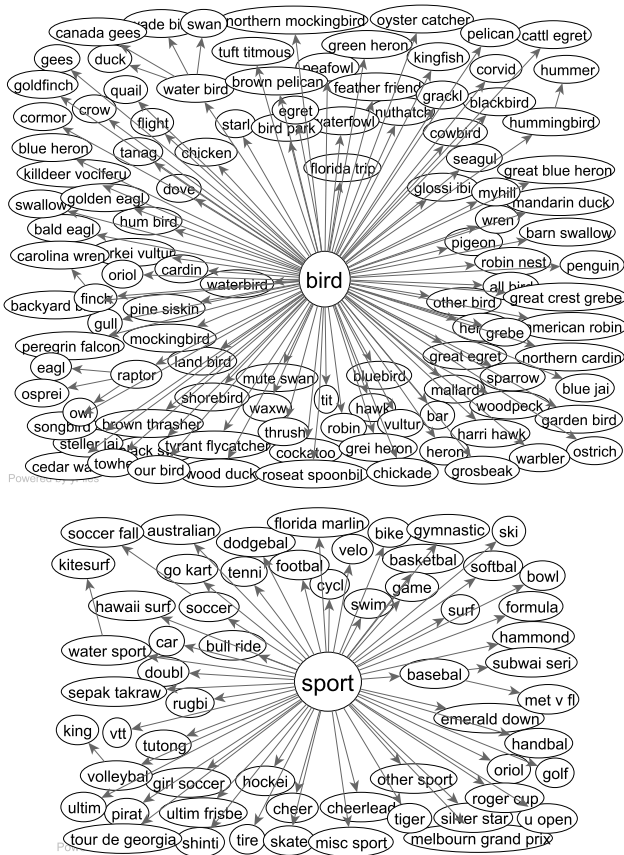 canada gees
swan
northern mockingbird
oyster catcher
pelican
cattl egret
gees
duck
tuft titmous
green heron
kingfish
corvid
hummer
goldfinch
quail
water bird
brown pelican
feather friend
grackl
blackbird
cormor
crow
flight
starl
egret
bird park
waterfowl
nuthatch
cowbird
hummingbird
blue heron
tanag
chicken
florida trip
seagul
great blue heron
killdeer vociferu
dove
glossi ibi
myhill
mandarin duck
swallow
golden eagl
hum bird
wren
barn swallow
bald eagl
pigeon
carolina wren
oriol
cardin
waterbird
bird
robin nest
penguin
all bird
finch
pine siskin
other bird
great crest grebe
gull
grebe
american robin
peregrin falcon
mockingbird
land bird
great egret
northern cardin
eagl
raptor
mute swan
bluebird
sparrow
blue jai
osprei
shorebird
waxw
tit
hawk
mallard
woodpeck
owl
songbird
brown thrasher
thrush
robin
vultur
bar
harri hawk
garden bird
steller jai
tyrant flycatcher
cockatoo
grei heron
heron
warbler
ostrich
our bird
wood duck
roseat spoonbil
chickade
grosbeak
soccer fall
australian
florida marlin
bike
gymnastic
ski
kitesurf
go kart
dodgebal
tenni
footbal
velo
basketbal
softbal
bowl
cycl
game
hawaii surf
soccer
swim
surf
formula
water sport
car
bull ride
hammond
doubl
basebal
subwai seri
sepak takraw
rugbi
sport
met v fl
king
vtt
tutong
emerald down
handbal
volleybal
girl soccer
hockei
other sport
oriol
golf
ultim
pirat
ultim frisbe
cheer
cheerlead
tiger
roger cup
silver star
u open
tour de georgia
shinti
tire
skate
misc sport
melbourn grand prix